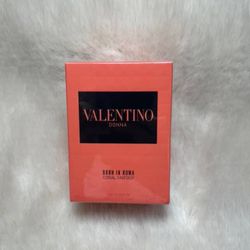 VALENTINO
DONNA
BORN IN ROMA
CORAL FANTASY